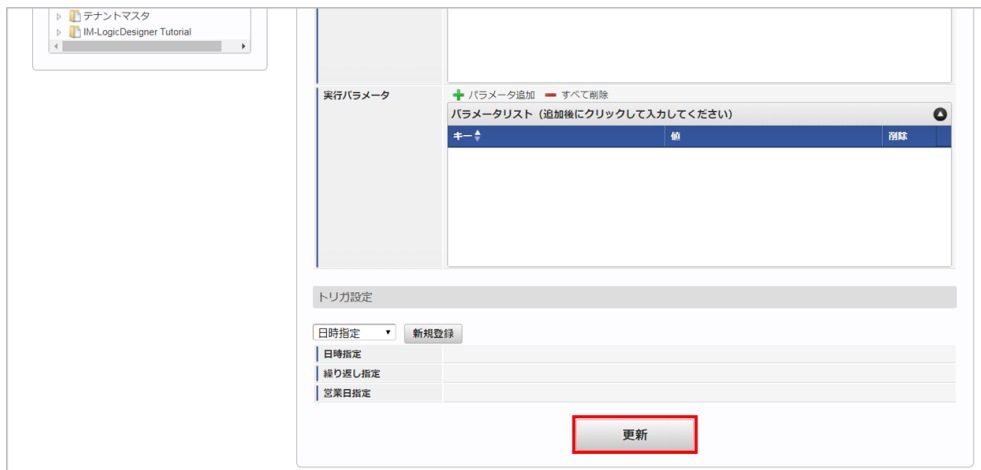 テナントマスタ
IM-LogicDesigner Tutorial
実行パラメータ
パラメータ追加 すべて削除
パラメータリスト（追加後にクリックして入力してください）
キー 値 削除
トリガ設定
日時指定 新規登録
日時指定
繰り返し指定
営業日指定
更新